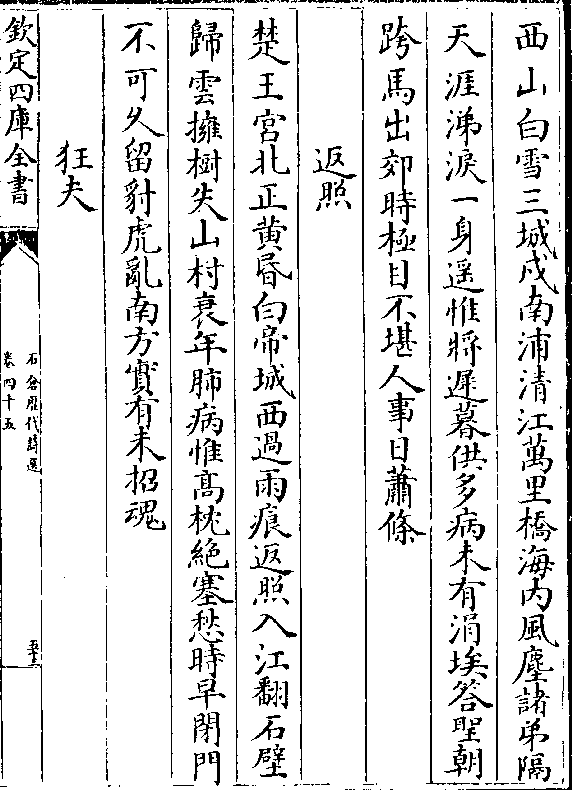 西山白雪三城戍南浦清江萬里橋海内風塵諸弟隔
天涯涕淚一身遥惟將遲暮供多病未有涓埃答聖朝
跨馬出郊時極目不堪人事日蕭條
返照
楚王宫北正黄昏白帝城西過雨痕返照入江翻石壁
歸雲擁樹失山村衰年肺病惟髙枕絶塞愁時早閉門
不可久留豺虎亂南方實有未招魂
狂夫
欽定四庫全書
石倉歴代詩選
卷四十五